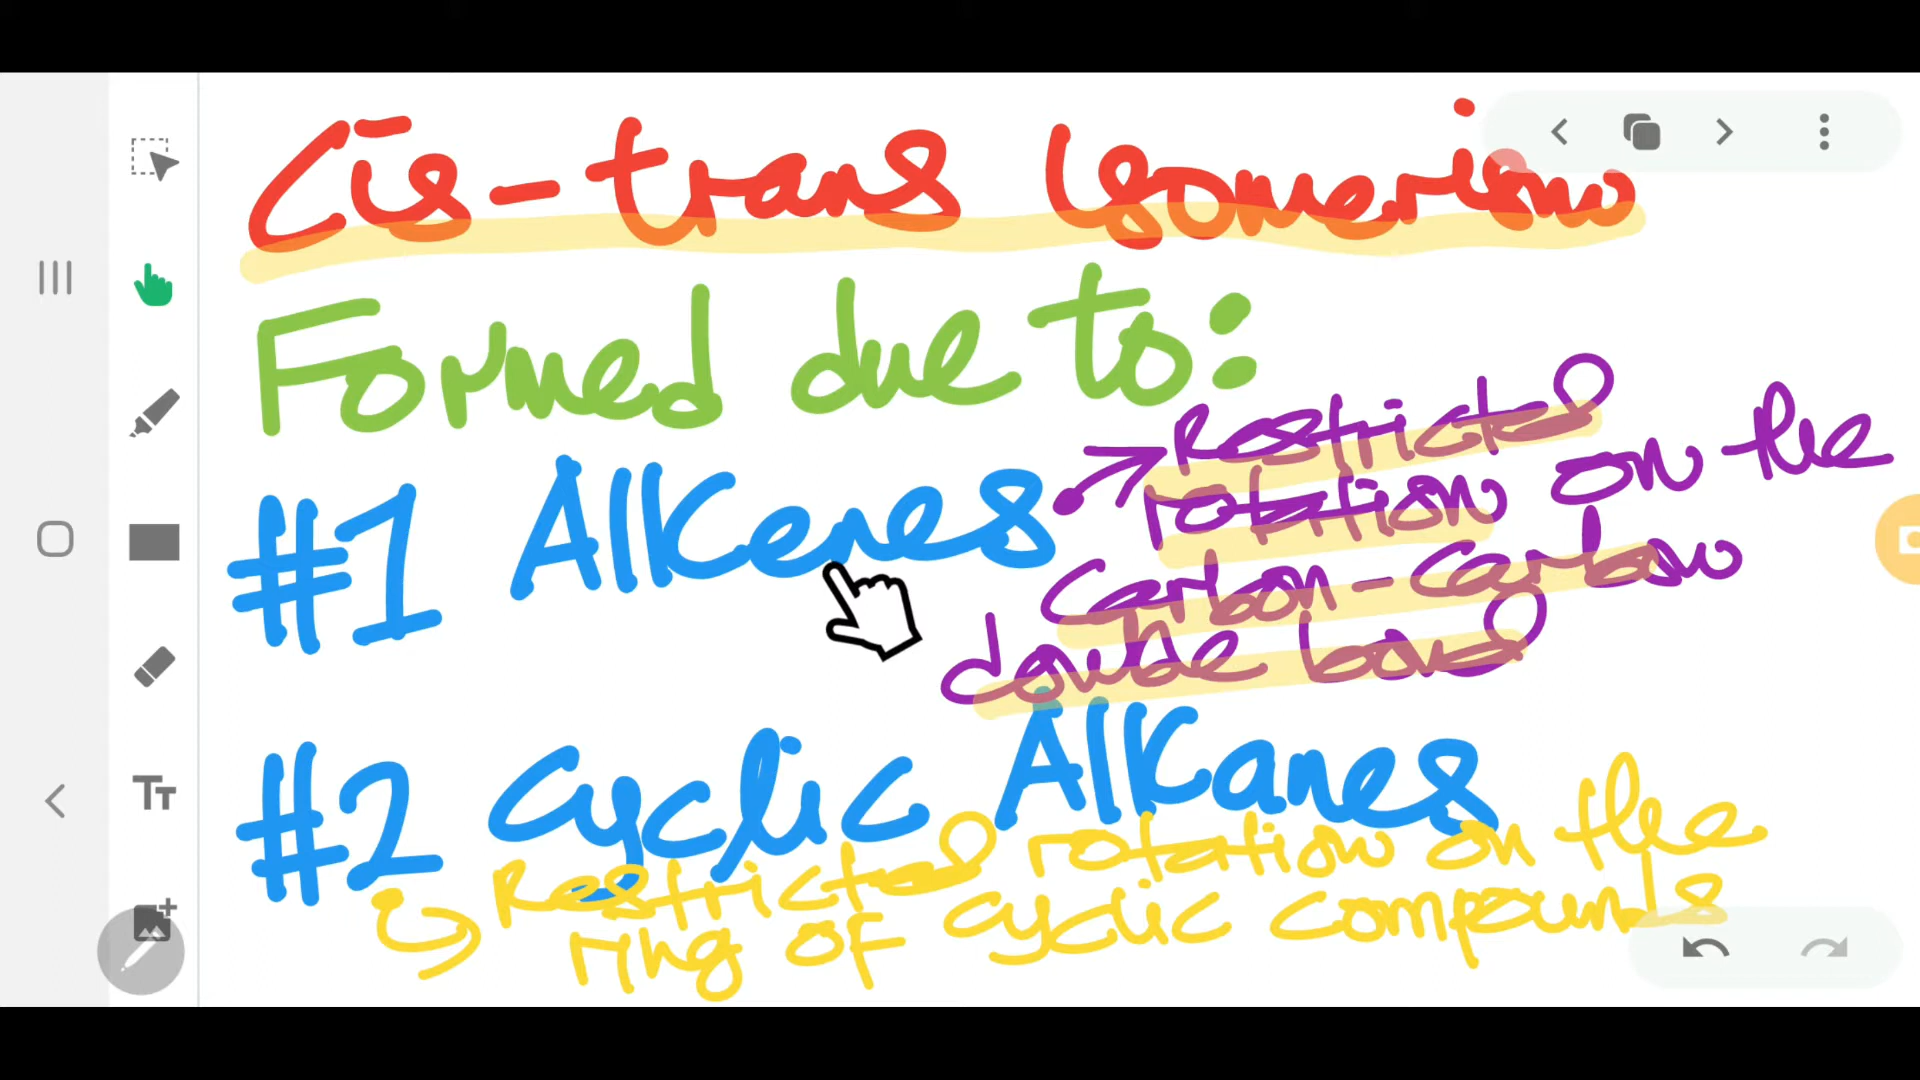 Cis-trans Isomerism
Formed due to:
#1 Alkenes
Restricted
rotation on the
Carbon-Carbon
double bond
#2 Cyclic Alkanes
Restricted rotation on the
ring of cyclic compounds
TT